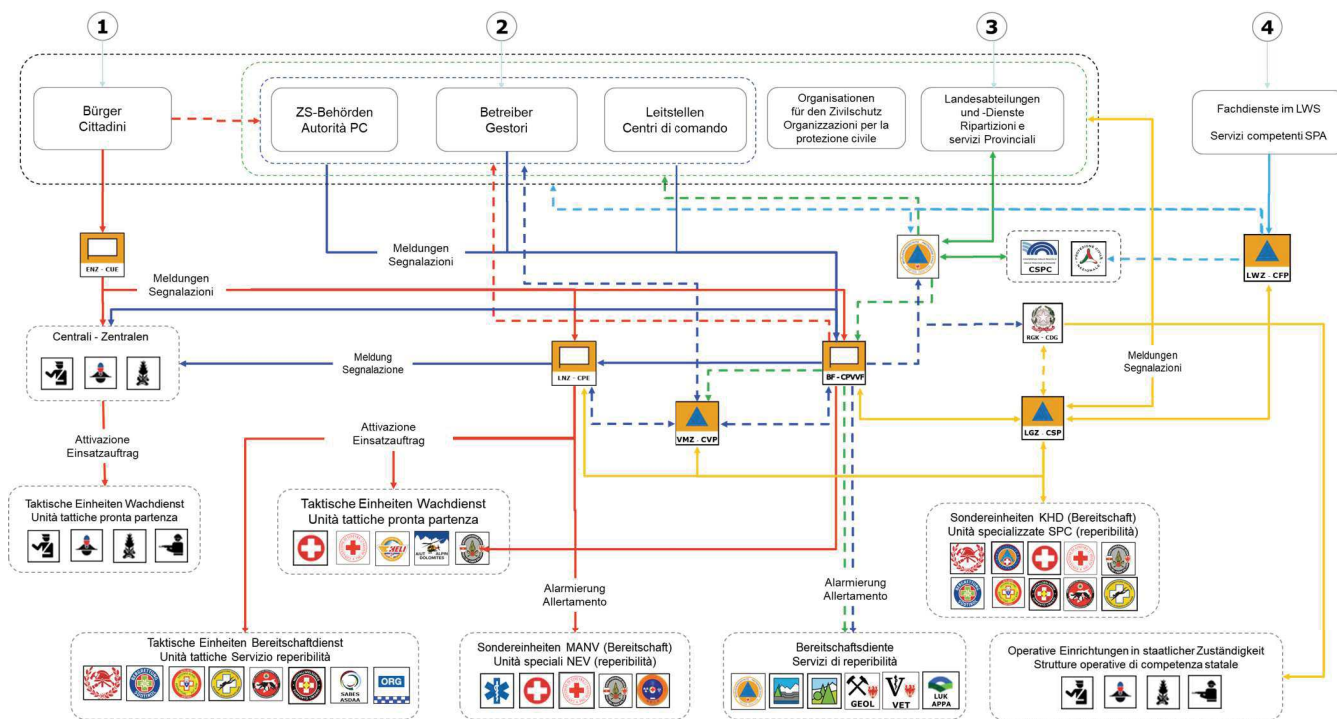 1
2
3
4
Bürger
Cittadini
ZS-Behörden
Autorità PC
Betreiber
Gestori
Leitstellen
Centri di comando
Organisationen
für den Zivilschutz
Organizzazioni per la
protezione civile
Landesabteilungen
und -Dienste
Ripartizioni e
servizi Provinciali
Fachdienste im LWS
Servizi competenti SPA
ENZ - CUE
Meldungen
Segnalazioni
Meldungen
Segnalazioni
CSPC
LWZ - CFP
Centrali - Zentralen
Meldung
Segnalazione
LNZ - CPE
BF - CPVVF
RGK - CDG
Meldungen
Segnalazioni
VMZ - CVP
LGZ - CSP
Attivazione
Einsatzauftrag
Attivazione
Einsatzauftrag
Taktische Einheiten Wachdienst
Unità tattiche pronta partenza
Taktische Einheiten Wachdienst
Unità tattiche pronta partenza
HELI
AIUT ALPIN
DOLOMITES
Sondereinheiten KHD (Bereitschaft)
Unità specializzate SPC (reperibilità)
Alarmierung
Allertamento
Alarmierung
Allertamento
Taktische Einheiten Bereitschaftdienst
Unità tattiche Servizio reperibilità
SABES
ASDAA
ORG
Sondereinheiten MANV (Bereitschaft)
Unità speciali NEV (reperibilità)
Bereitschaftsdienste
Servizi di reperibilità
GEOL
VET
LUK
APPA
Operative Einrichtungen in staatlicher Zuständigkeit
Strutture operative di competenza statale